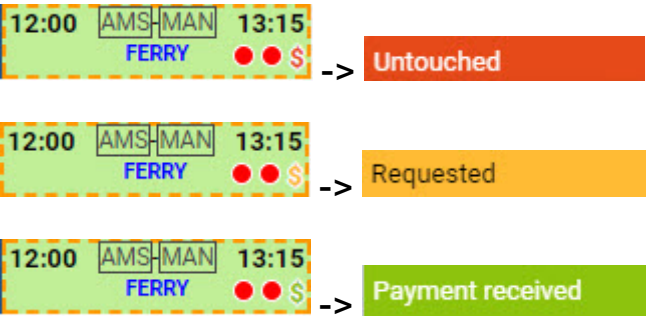 12:00 AMS-MAN 13:15
FERRY $ -> Untouched
12:00 AMS-MAN 13:15
FERRY $ -> Requested
12:00 AMS-MAN 13:15
FERRY $ -> Payment received